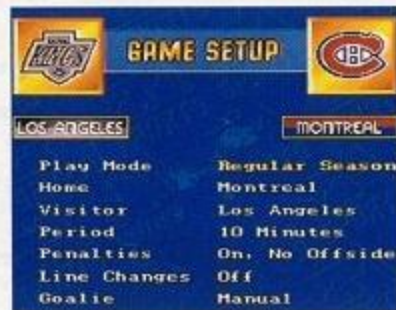 KINGS
GAME SETUP
LOS ANGELES
MONTREAL
Play Mode Regular Season
Home Montreal
Visitor Los Angeles
Period 10 Minutes
Penalties On, No Offside
Line Changes Off
Goalie Manual